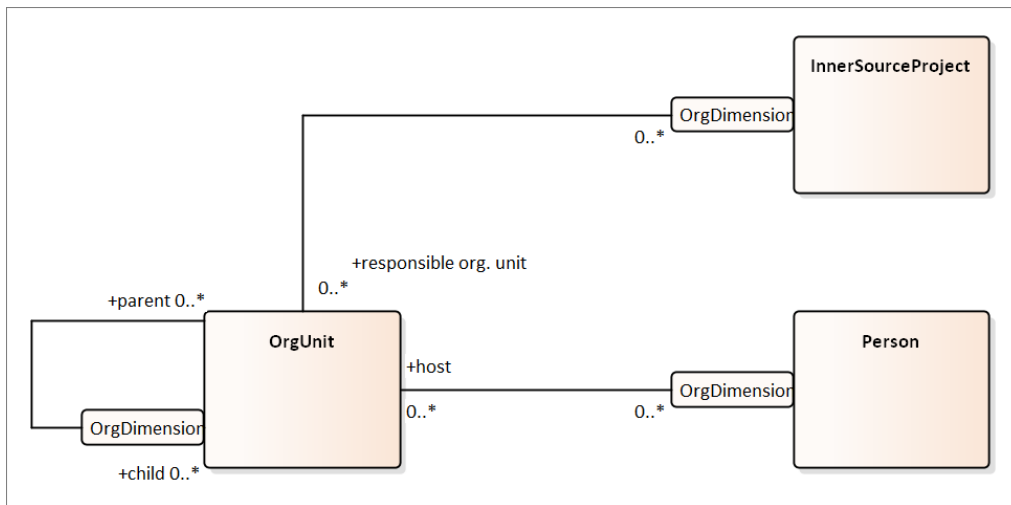 InnerSourceProject
OrgDimension
0..*
+responsible org. unit
0..*
+parent 0..*
OrgUnit
Person
+host
OrgDimension
0..*
0..*
OrgDimension
+child 0..*